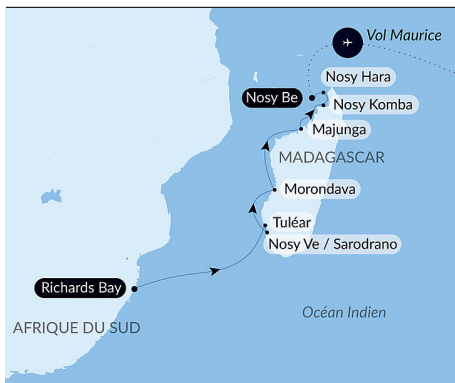 Vol Maurice
Nosy Hara
Nosy Be
Nosy Komba
Majunga
MADAGASCAR
Morondava
Tuléar
Nosy Ve / Sarodrano
Richards Bay
Océan Indien
AFRIQUE DU SUD